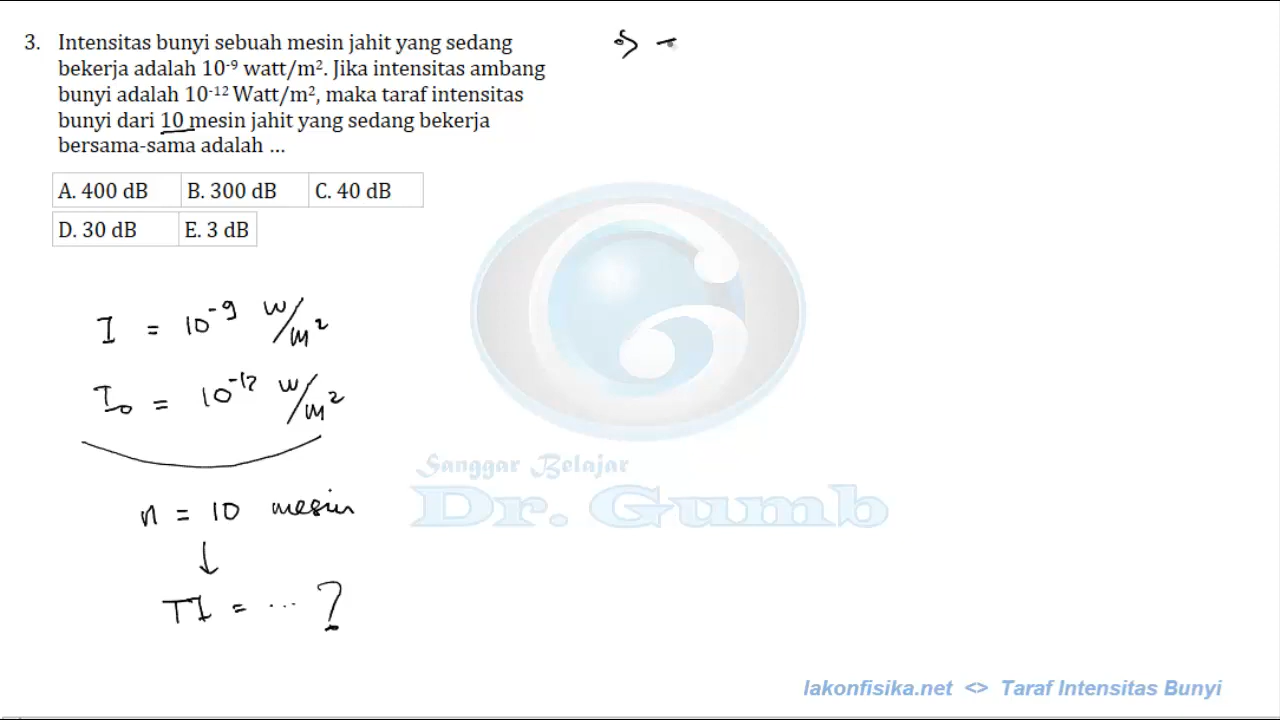 3. Intensitas bunyi sebuah mesin jahit yang sedang
bekerja adalah 10⁻⁹ watt/m². Jika intensitas ambang
bunyi adalah 10⁻¹² Watt/m², maka taraf intensitas
bunyi dari 10 mesin jahit yang sedang bekerja
bersama-sama adalah ...
A. 400 dB B. 300 dB C. 40 dB
D. 30 dB E. 3 dB
I = 10⁻⁹ W/m²
I₀ = 10⁻¹² W/m²
n = 10 mesin
↓
TI = ... ?
Sanggar Belajar
Dr. Gumb
lakonfisika.net <> Taraf Intensitas Bunyi